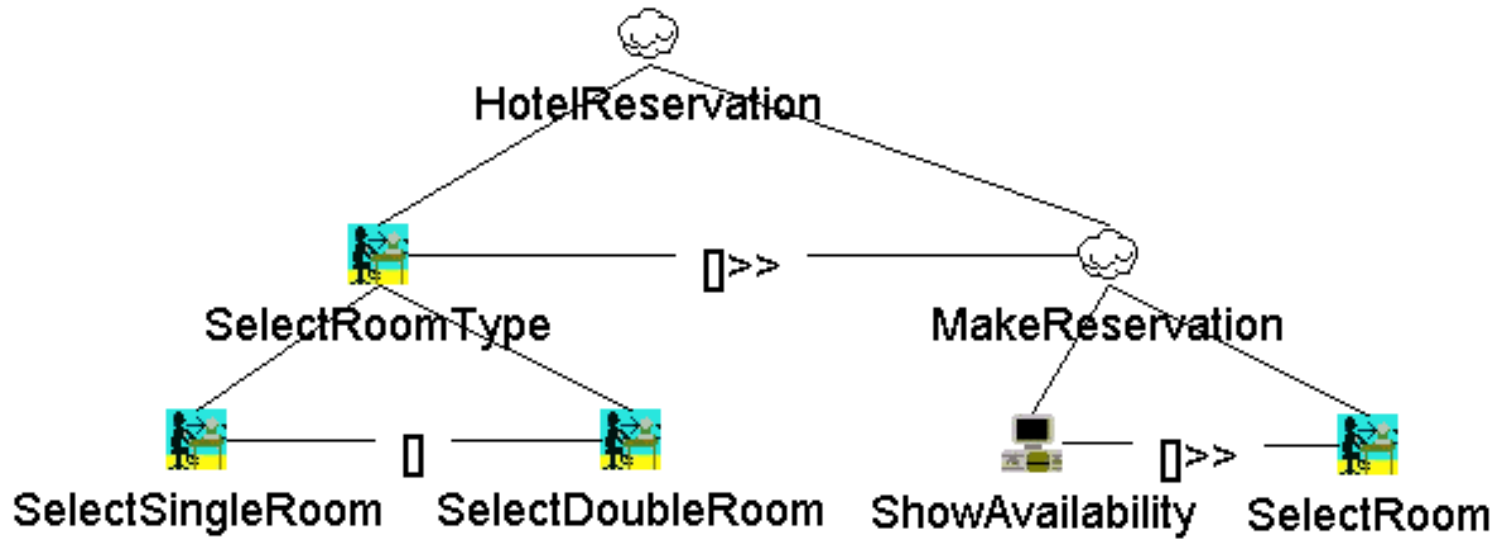 HotelReservation
[]>>
SelectRoomType
MakeReservation
[]
[]>>
SelectSingleRoom
SelectDoubleRoom
ShowAvailability
SelectRoom